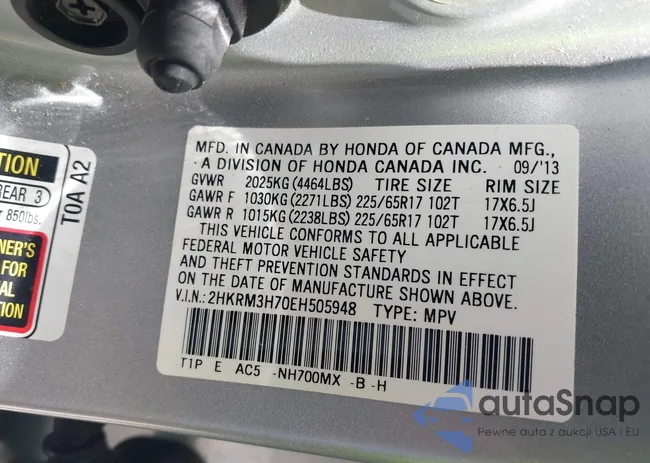 TION
REAR 3
r 850lbs.
NER'S
FOR
AL
TION
T0A A2
MFD. IN CANADA BY HONDA OF CANADA MFG.,
A DIVISION OF HONDA CANADA INC. 09/'13
GVWR 2025KG (4464LBS) TIRE SIZE RIM SIZE
GAWR F 1030KG (2271LBS) 225/65R17 102T 17X6.5J
GAWR R 1015KG (2238LBS) 225/65R17 102T 17X6.5J
THIS VEHICLE CONFORMS TO ALL APPLICABLE
FEDERAL MOTOR VEHICLE SAFETY
AND THEFT PREVENTION STANDARDS IN EFFECT
ON THE DATE OF MANUFACTURE SHOWN ABOVE.
V.I.N.: 2HKRM3H70EH505948 TYPE: MPV
T1P E AC5 -NH700MX -B -H
autaSnap
Pewne auta z aukcji USA i EU